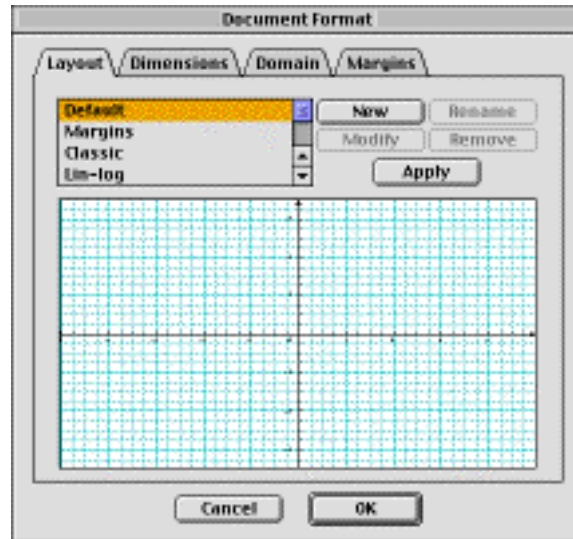 Document Format
Layout Dimensions Domain Margins
Default
Margins
Classic
Lin-log
New Rename
Modify Remove
Apply
Cancel OK